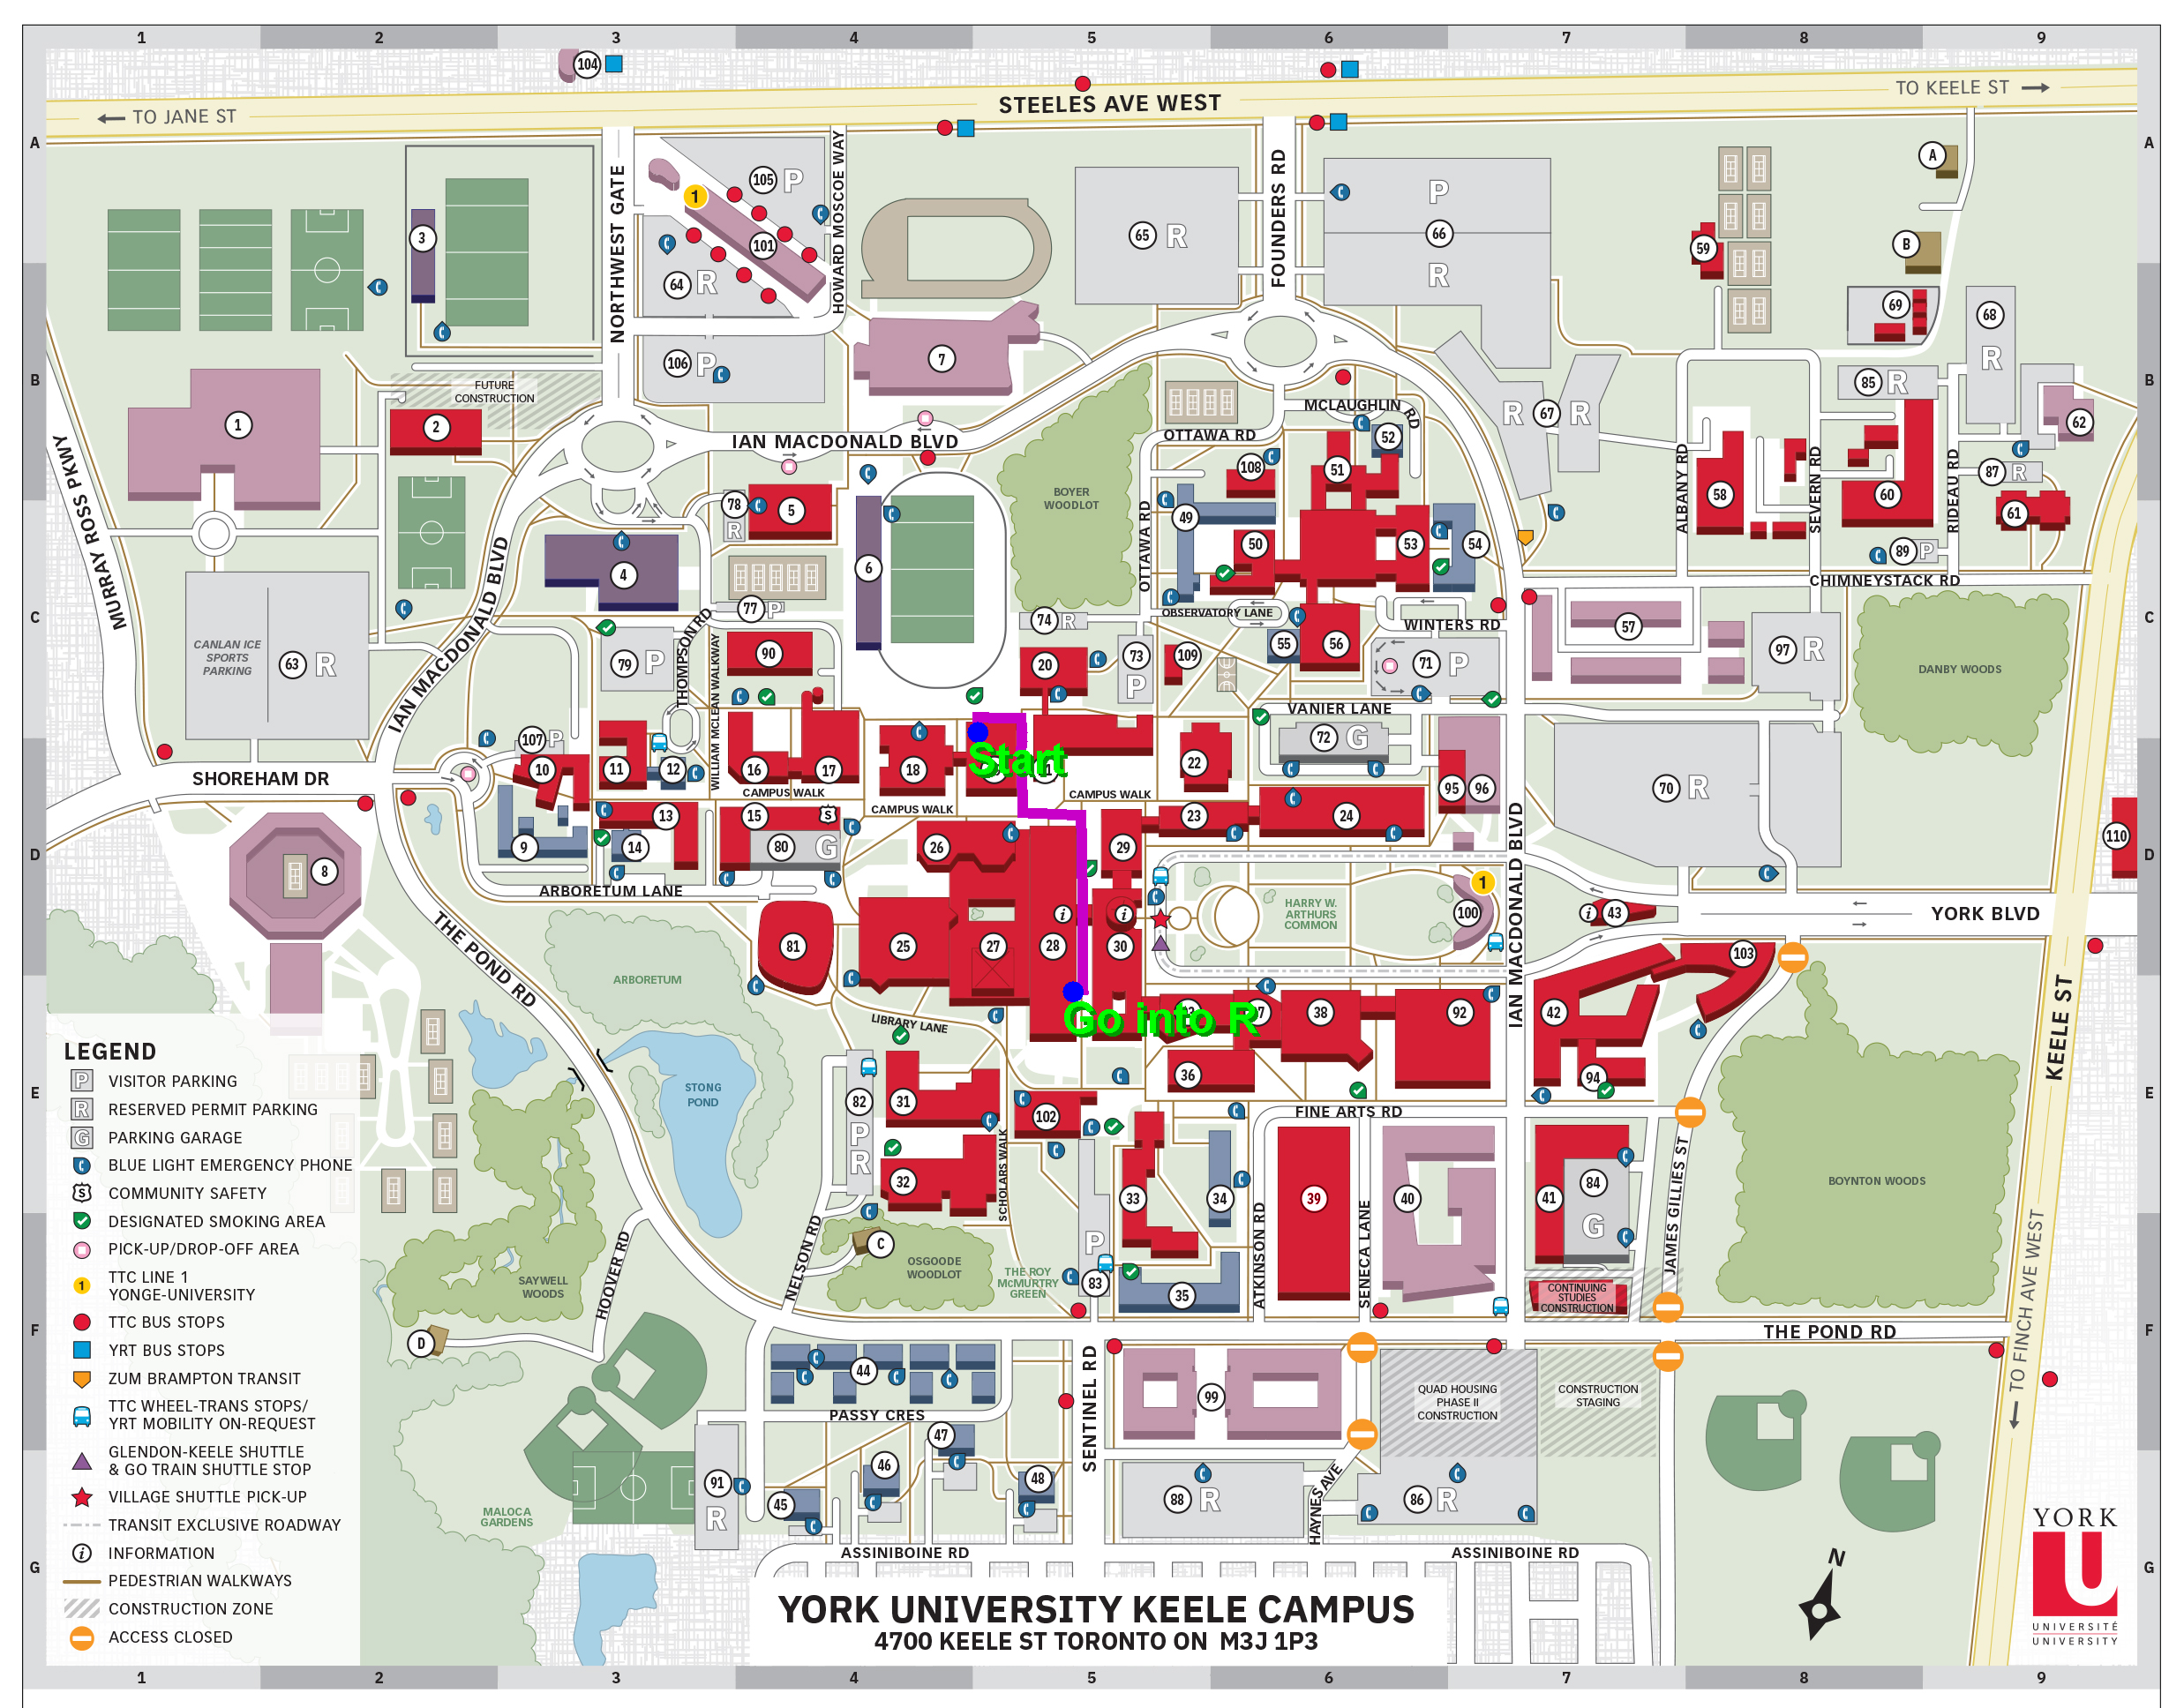 1 2 3 4 5 6 7 8 9
104
STEELES AVE WEST
TO JANE ST
TO KEELE ST
A
A
NORTHWEST GATE
HOWARD MOSCOE WAY
FOUNDERS RD
105 P
1
101
64 R
106 P
3
7
65 R
66
P
R
59
A
B
69
68
R
B
B
FUTURE
CONSTRUCTION
1
2
IAN MACDONALD BLVD
BOYER
WOODLOT
OTTAWA RD
MCLAUGHLIN RD
R 67 R
85 R
62
52
108
51
49
50
53
54
58
60
87 R
61
89 P
ALBANY RD
SEVERN RD
RIDEAU RD
CHIMNEYSTACK RD
MURRAY ROSS PKWY
78
R
5
6
4
OTTAWA RD
OBSERVATORY LANE
C
C
CANLAN ICE
SPORTS
PARKING
63 R
IAN MACDONALD BLVD
77 P
THOMPSON RD
WILLIAM MCLEAN WALKWAY
79 P
90
74 R
20
73
P
109
55
56
WINTERS RD
71 P
57
97 R
DANBY WOODS
VANIER LANE
72 G
SHOREHAM DR
107 P
10
11
12
16
17
18
Start
22
95
96
70 R
CAMPUS WALK
CAMPUS WALK
CAMPUS WALK
13
15
S
9
14
80 G
26
29
23
24
110
D
D
8
ARBORETUM LANE
IAN MACDONALD BLVD
HARRY W.
ARTHURS
COMMON
1
100
i 43
YORK BLVD
THE POND RD
ARBORETUM
81
25
27
28
i
i
30
103
Go into R
LIBRARY LANE
38
92
42
94
36
KEELE ST
E
E
STONG
POND
82
P
R
31
32
102
SCHOLARS WALK
FINE ARTS RD
33
34
39
40
41
84
G
ATKINSON RD
SENECA LANE
JAMES GILLIES ST
BOYNTON WOODS
SAYWELL
WOODS
HOOVER RD
NELSON RD
C
OSGOODE
WOODLOT
THE ROY
McMURTRY
GREEN
P
83
35
CONTINUING
STUDIES
CONSTRUCTION
F
F
D
THE POND RD
TO FINCH AVE WEST
44
PASSY CRES
SENTINEL RD
99
QUAD HOUSING
PHASE II
CONSTRUCTION
CONSTRUCTION
STAGING
47
46
48
45
91
R
88 R
HAYNES AVE
86 R
MALOCA
GARDENS
ASSINIBOINE RD
ASSINIBOINE RD
G
G
LEGEND
P VISITOR PARKING
R RESERVED PERMIT PARKING
G PARKING GARAGE
BLUE LIGHT EMERGENCY PHONE
S COMMUNITY SAFETY
DESIGNATED SMOKING AREA
PICK-UP/DROP-OFF AREA
1 TTC LINE 1
YONGE-UNIVERSITY
TTC BUS STOPS
YRT BUS STOPS
ZUM BRAMPTON TRANSIT
TTC WHEEL-TRANS STOPS/
YRT MOBILITY ON-REQUEST
GLENDON-KEELE SHUTTLE
& GO TRAIN SHUTTLE STOP
VILLAGE SHUTTLE PICK-UP
TRANSIT EXCLUSIVE ROADWAY
i INFORMATION
PEDESTRIAN WALKWAYS
CONSTRUCTION ZONE
ACCESS CLOSED
YORK UNIVERSITY KEELE CAMPUS
4700 KEELE ST TORONTO ON M3J 1P3
N
YORK
U
UNIVERSITÉ
UNIVERSITY
1 2 3 4 5 6 7 8 9